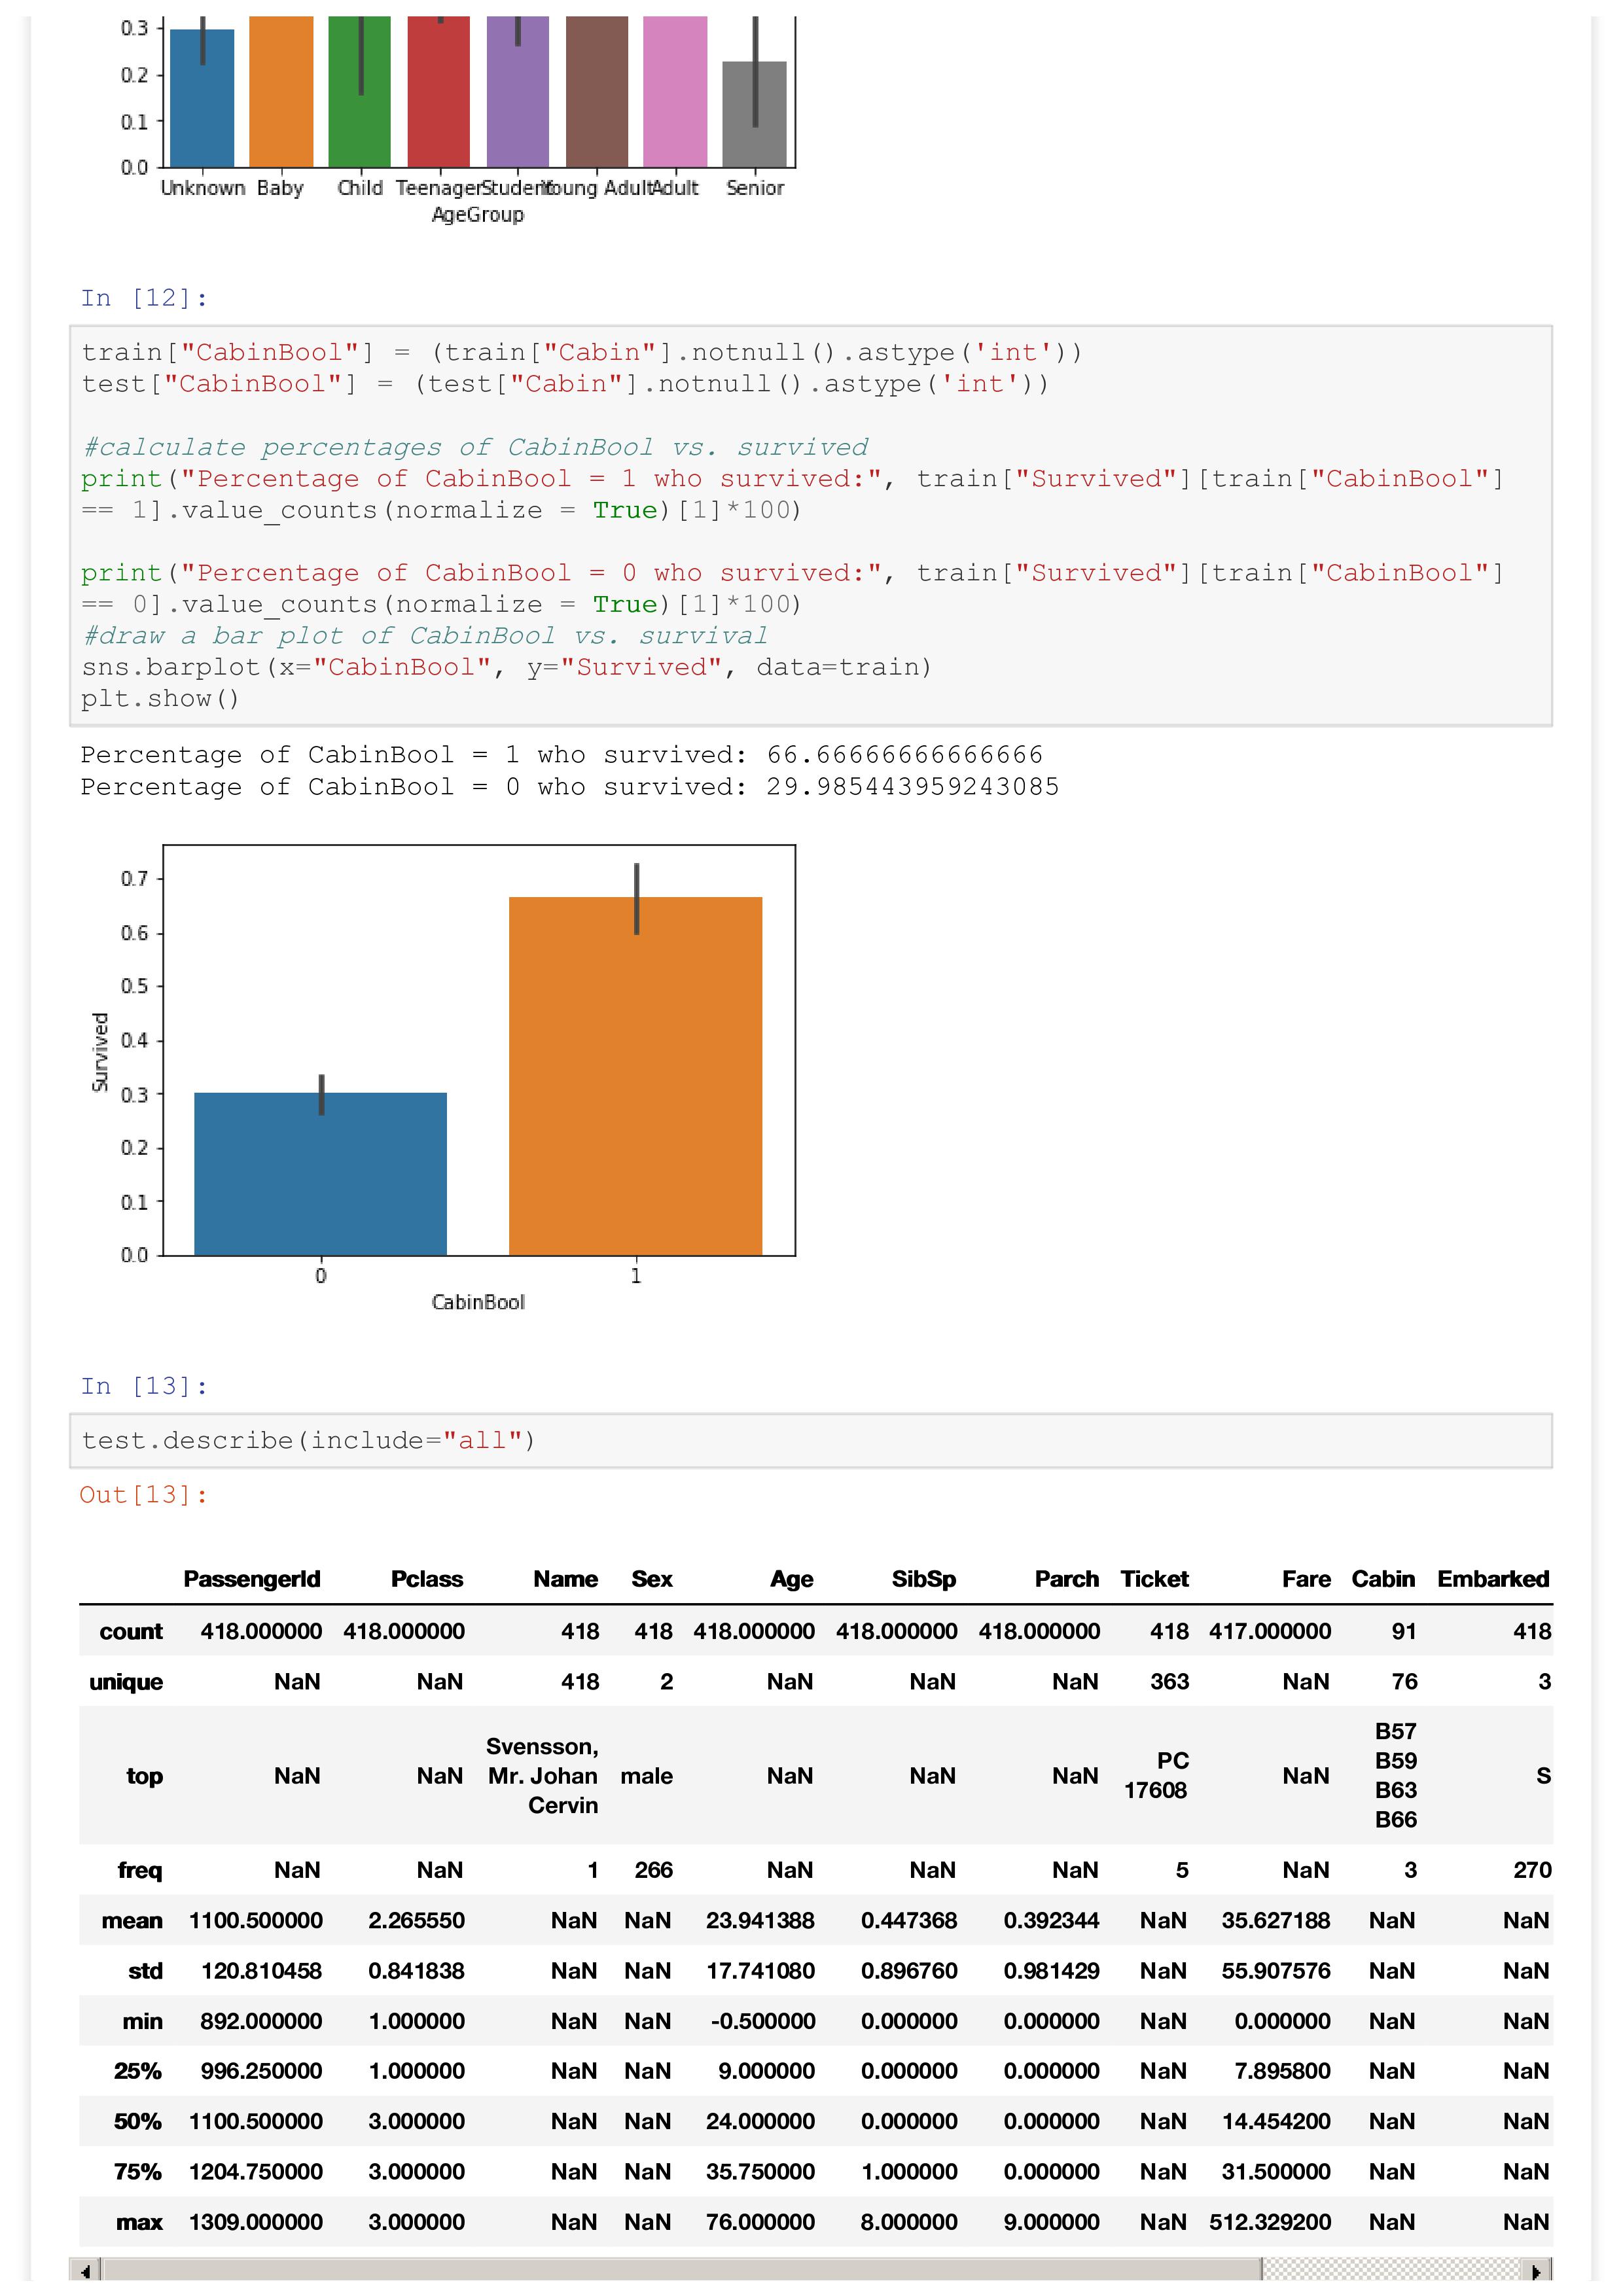 0.3
0.2
0.1
0.0
Unknown Baby Child Teenager Student Young Adult Adult Senior
AgeGroup
In [12]:
train["CabinBool"] = (train["Cabin"].notnull().astype('int'))
test["CabinBool"] = (test["Cabin"].notnull().astype('int'))
#calculate percentages of CabinBool vs. survived
print("Percentage of CabinBool = 1 who survived:", train["Survived"][train["CabinBool"]
== 1].value_counts(normalize = True)[1]*100)
print("Percentage of CabinBool = 0 who survived:", train["Survived"][train["CabinBool"]
== 0].value_counts(normalize = True)[1]*100)
#draw a bar plot of CabinBool vs. survival
sns.barplot(x="CabinBool", y="Survived", data=train)
plt.show()
Percentage of CabinBool = 1 who survived: 66.66666666666666
Percentage of CabinBool = 0 who survived: 29.985443959243085
0.7
0.6
0.5
0.4
0.3
0.2
0.1
0.0
Survived
0 1
CabinBool
In [13]:
test.describe(include="all")
Out[13]:
PassengerId Pclass Name Sex Age SibSp Parch Ticket Fare Cabin Embarked
count 418.000000 418.000000 418 418 418.000000 418.000000 418.000000 418 417.000000 91 418
unique NaN NaN 418 2 NaN NaN NaN 363 NaN 76 3
top NaN NaN Svensson, Mr. Johan Cervin male NaN NaN NaN PC 17608 NaN B57 B59 B63 B66 S
freq NaN NaN 1 266 NaN NaN NaN 5 NaN 3 270
mean 1100.500000 2.265550 NaN NaN 23.941388 0.447368 0.392344 NaN 35.627188 NaN NaN
std 120.810458 0.841838 NaN NaN 17.741080 0.896760 0.981429 NaN 55.907576 NaN NaN
min 892.000000 1.000000 NaN NaN -0.500000 0.000000 0.000000 NaN 0.000000 NaN NaN
25% 996.250000 1.000000 NaN NaN 9.000000 0.000000 0.000000 NaN 7.895800 NaN NaN
50% 1100.500000 3.000000 NaN NaN 24.000000 0.000000 0.000000 NaN 14.454200 NaN NaN
75% 1204.750000 3.000000 NaN NaN 35.750000 1.000000 0.000000 NaN 31.500000 NaN NaN
max 1309.000000 3.000000 NaN NaN 76.000000 8.000000 9.000000 NaN 512.329200 NaN NaN